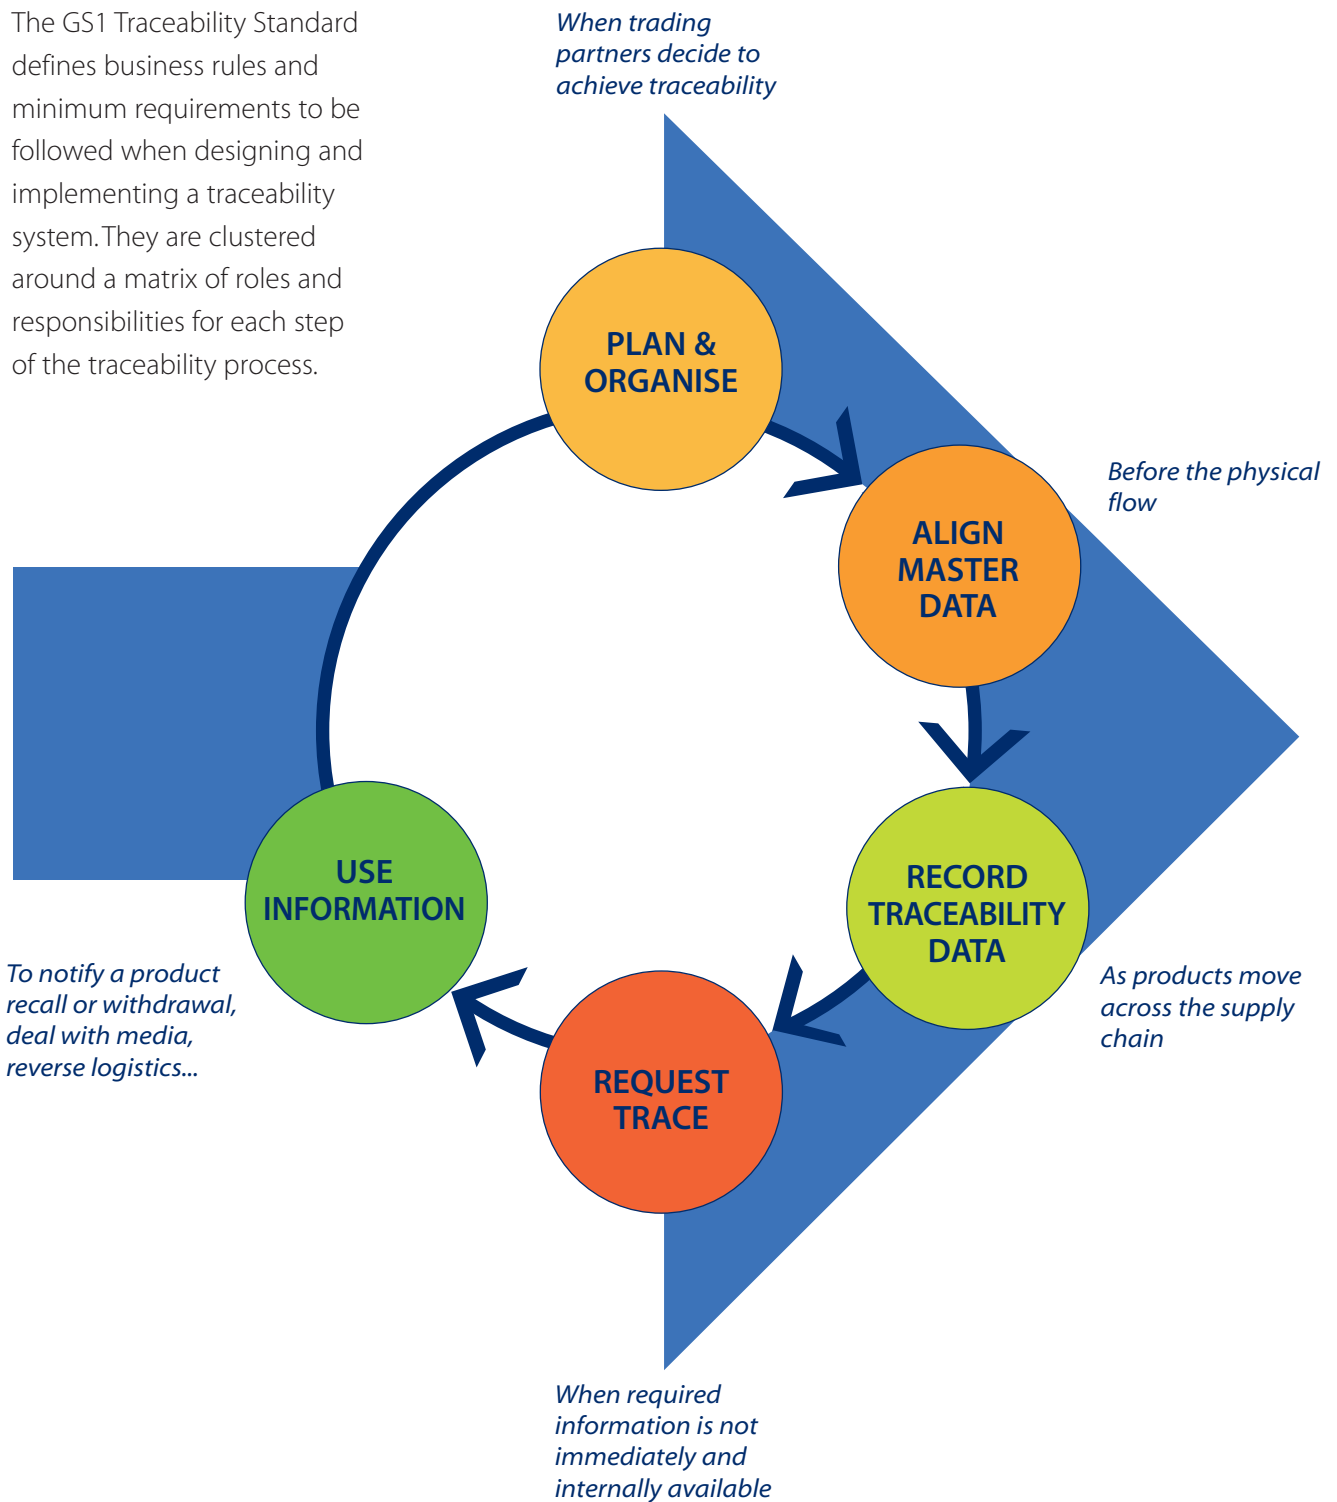 The GS1 Traceability Standard
defines business rules and
minimum requirements to be
followed when designing and
implementing a traceability
system. They are clustered
around a matrix of roles and
responsibilities for each step
of the traceability process.
When trading
partners decide to
achieve traceability
PLAN &
ORGANISE
Before the physical
flow
ALIGN
MASTER
DATA
RECORD
TRACEABILITY
DATA
As products move
across the supply
chain
REQUEST
TRACE
When required
information is not
immediately and
internally available
USE
INFORMATION
To notify a product
recall or withdrawal,
deal with media,
reverse logistics...